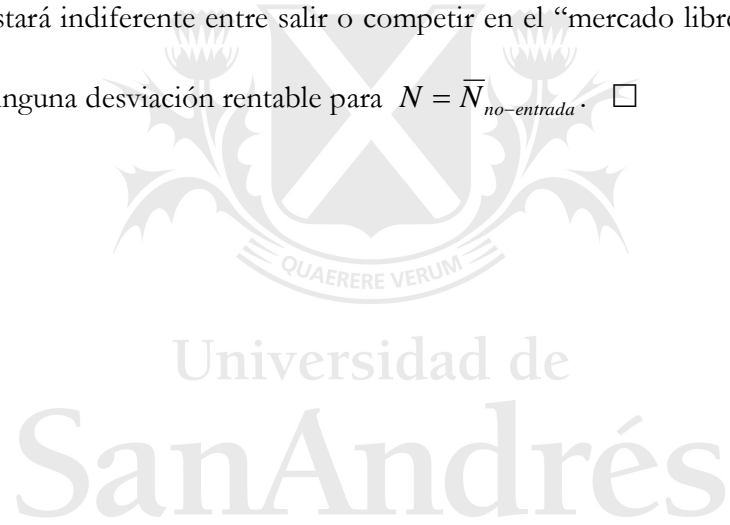 stará indiferente entre salir o competir en el “mercado libre
inguna desviación rentable para N = N̅ₙₒ₋ₑₙₜᵣₐdₐ. □
QUAERERE VERUM
Universidad de
SanAndrés